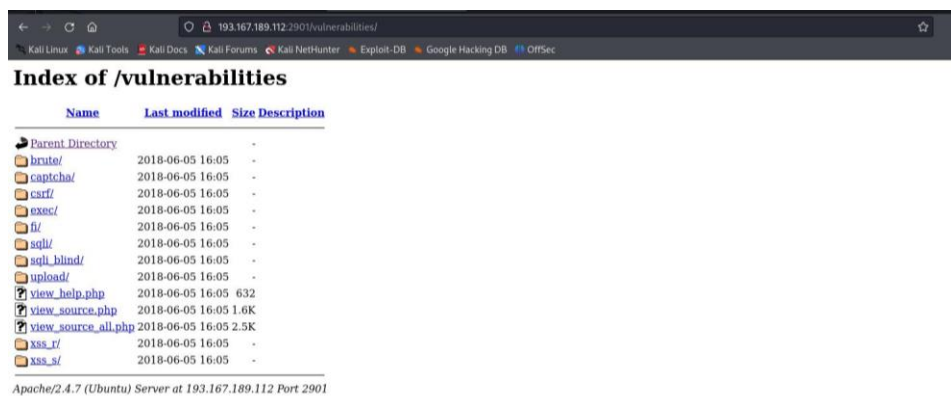 193.167.189.112:2901/vulnerabilities/
Kali Linux Kali Tools Kali Docs Kali Forums Kali NetHunter Exploit-DB Google Hacking DB OffSec
Index of /vulnerabilities
Name Last modified Size Description
Parent Directory -
brute/ 2018-06-05 16:05 -
captcha/ 2018-06-05 16:05 -
csrf/ 2018-06-05 16:05 -
exec/ 2018-06-05 16:05 -
fi/ 2018-06-05 16:05 -
sqli/ 2018-06-05 16:05 -
sqli_blind/ 2018-06-05 16:05 -
upload/ 2018-06-05 16:05 -
view_help.php 2018-06-05 16:05 632
view_source.php 2018-06-05 16:05 1.6K
view_source_all.php 2018-06-05 16:05 2.5K
xss_r/ 2018-06-05 16:05 -
xss_s/ 2018-06-05 16:05 -
Apache/2.4.7 (Ubuntu) Server at 193.167.189.112 Port 2901